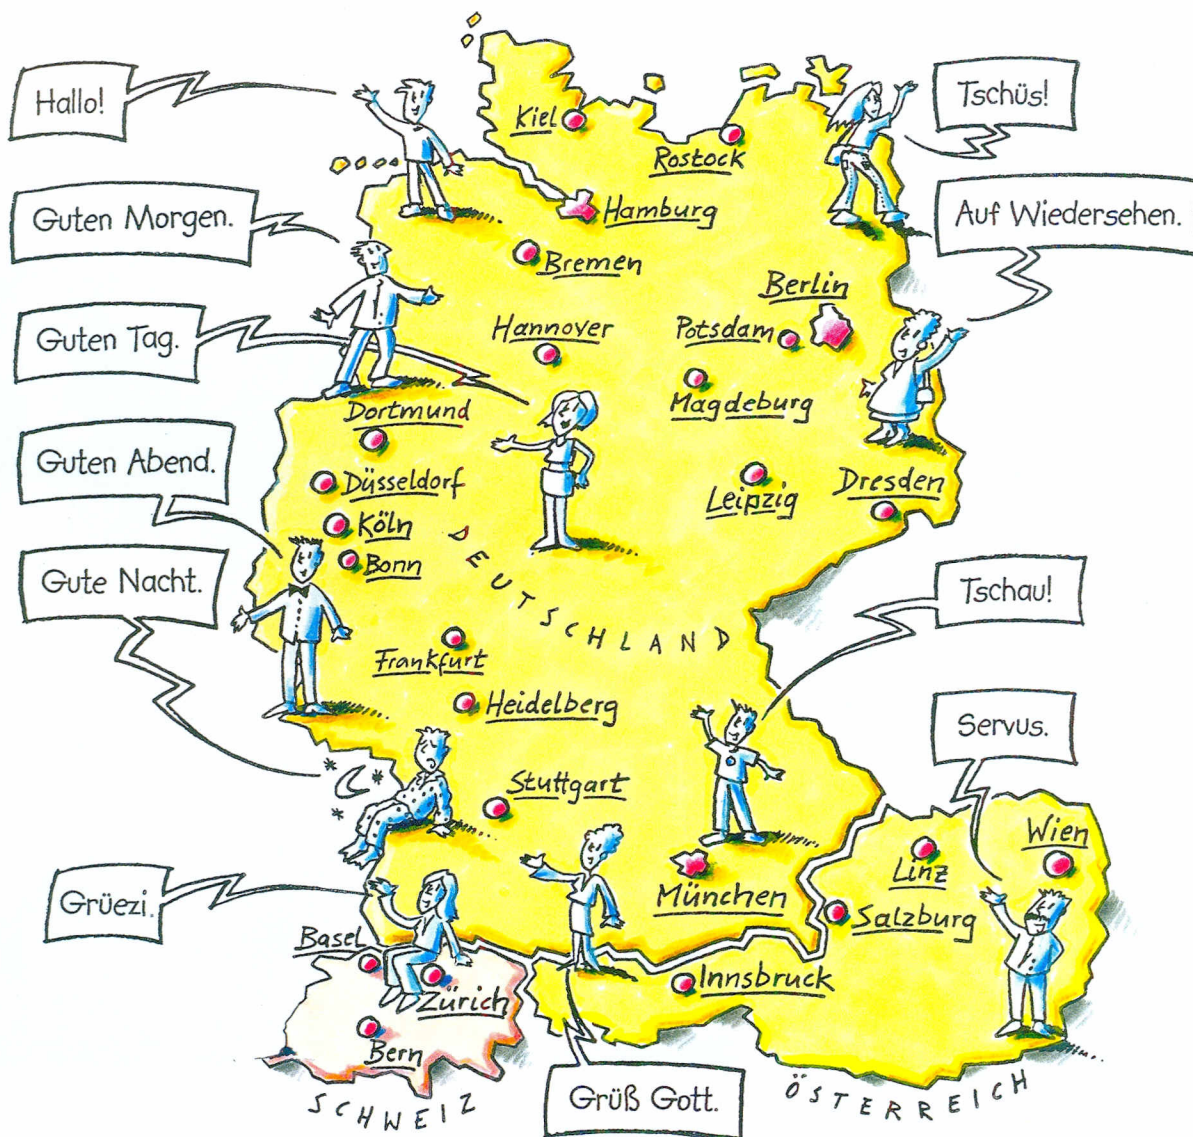 Hallo!
Tschüs!
Kiel
Rostock
Guten Morgen.
Hamburg
Auf Wiedersehen.
Bremen
Berlin
Guten Tag.
Hannover
Potsdam
Magdeburg
Dortmund
Guten Abend.
Düsseldorf
Leipzig
Dresden
Köln
Bonn
DEUTSCHLAND
Gute Nacht.
Tschau!
Frankfurt
Heidelberg
Servus.
Stuttgart
Wien
Linz
München
Grüezi.
Salzburg
Basel
Zürich
Innsbruck
Bern
SCHWEIZ
Grüß Gott.
ÖSTERREICH